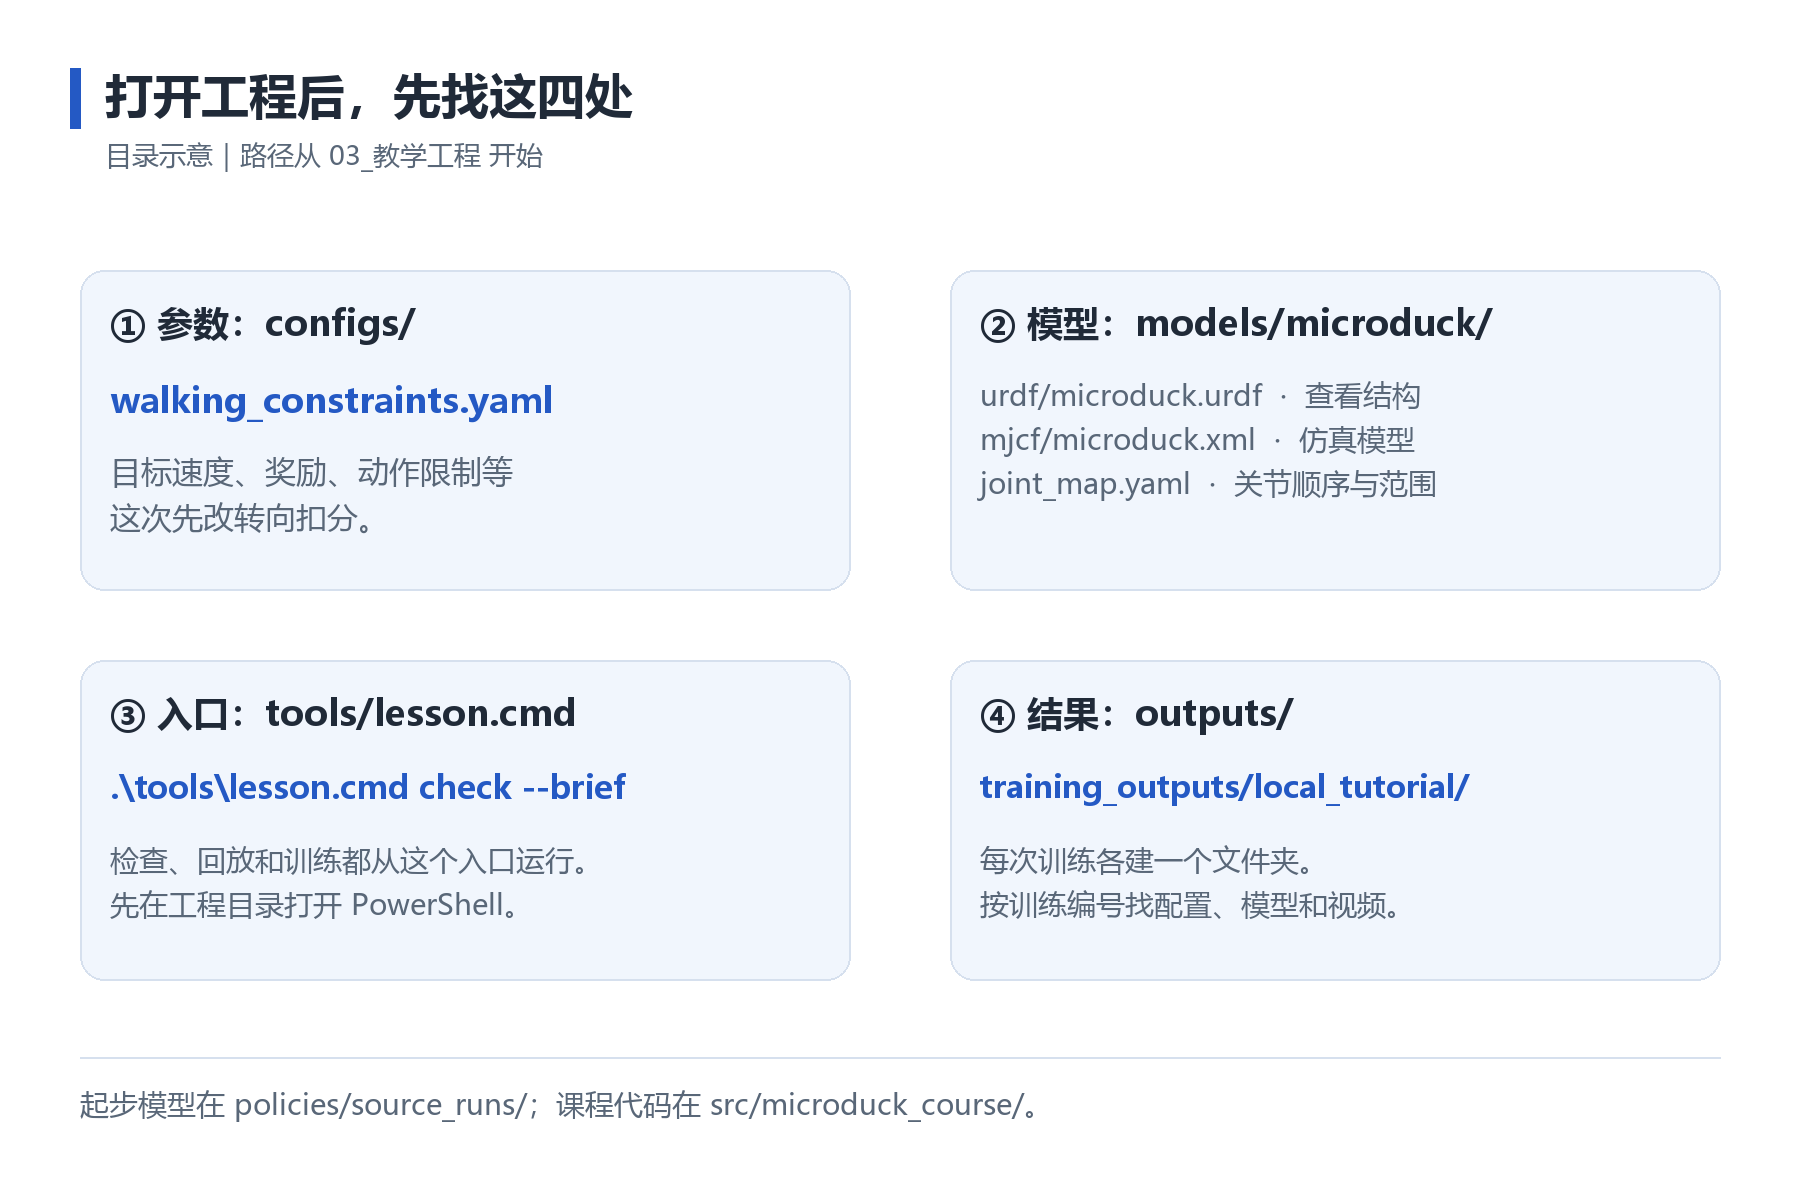 打开工程后，先找这四处
目录示意 | 路径从 03_教学工程 开始
① 参数：configs/
walking_constraints.yaml
目标速度、奖励、动作限制等
这次先改转向扣分。
② 模型：models/microduck/
urdf/microduck.urdf · 查看结构
mjcf/microduck.xml · 仿真模型
joint_map.yaml · 关节顺序与范围
③ 入口：tools/lesson.cmd
.\tools\lesson.cmd check --brief
检查、回放和训练都从这个入口运行。
先在工程目录打开 PowerShell。
④ 结果：outputs/
training_outputs/local_tutorial/
每次训练各建一个文件夹。
按训练编号找配置、模型和视频。
起步模型在 policies/source_runs/；课程代码在 src/microduck_course/。